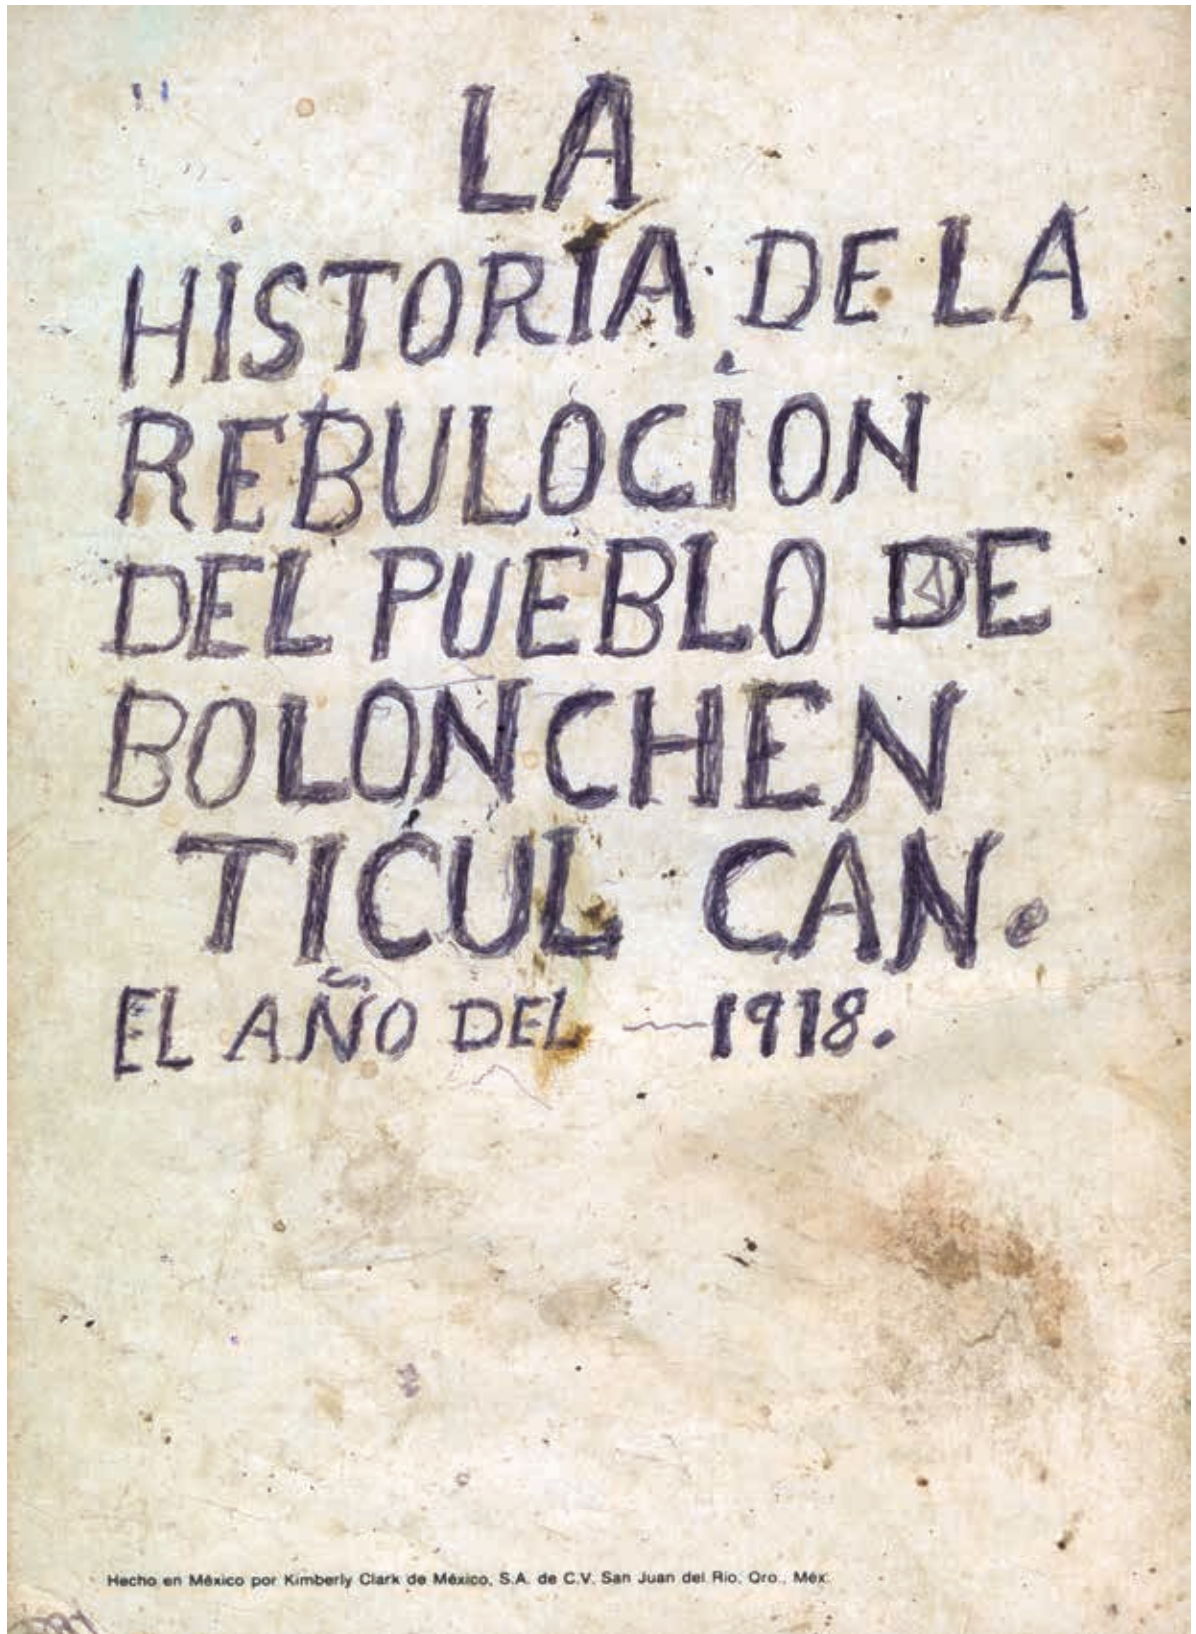 LA
HISTORIA DE LA
REBULOCION
DEL PUEBLO DE
BOLONCHEN
TICUL CAN.
EL AÑO DEL — 1918.
Hecho en México por Kimberly Clark de México, S.A. de C.V. San Juan del Río, Qro., Méx.